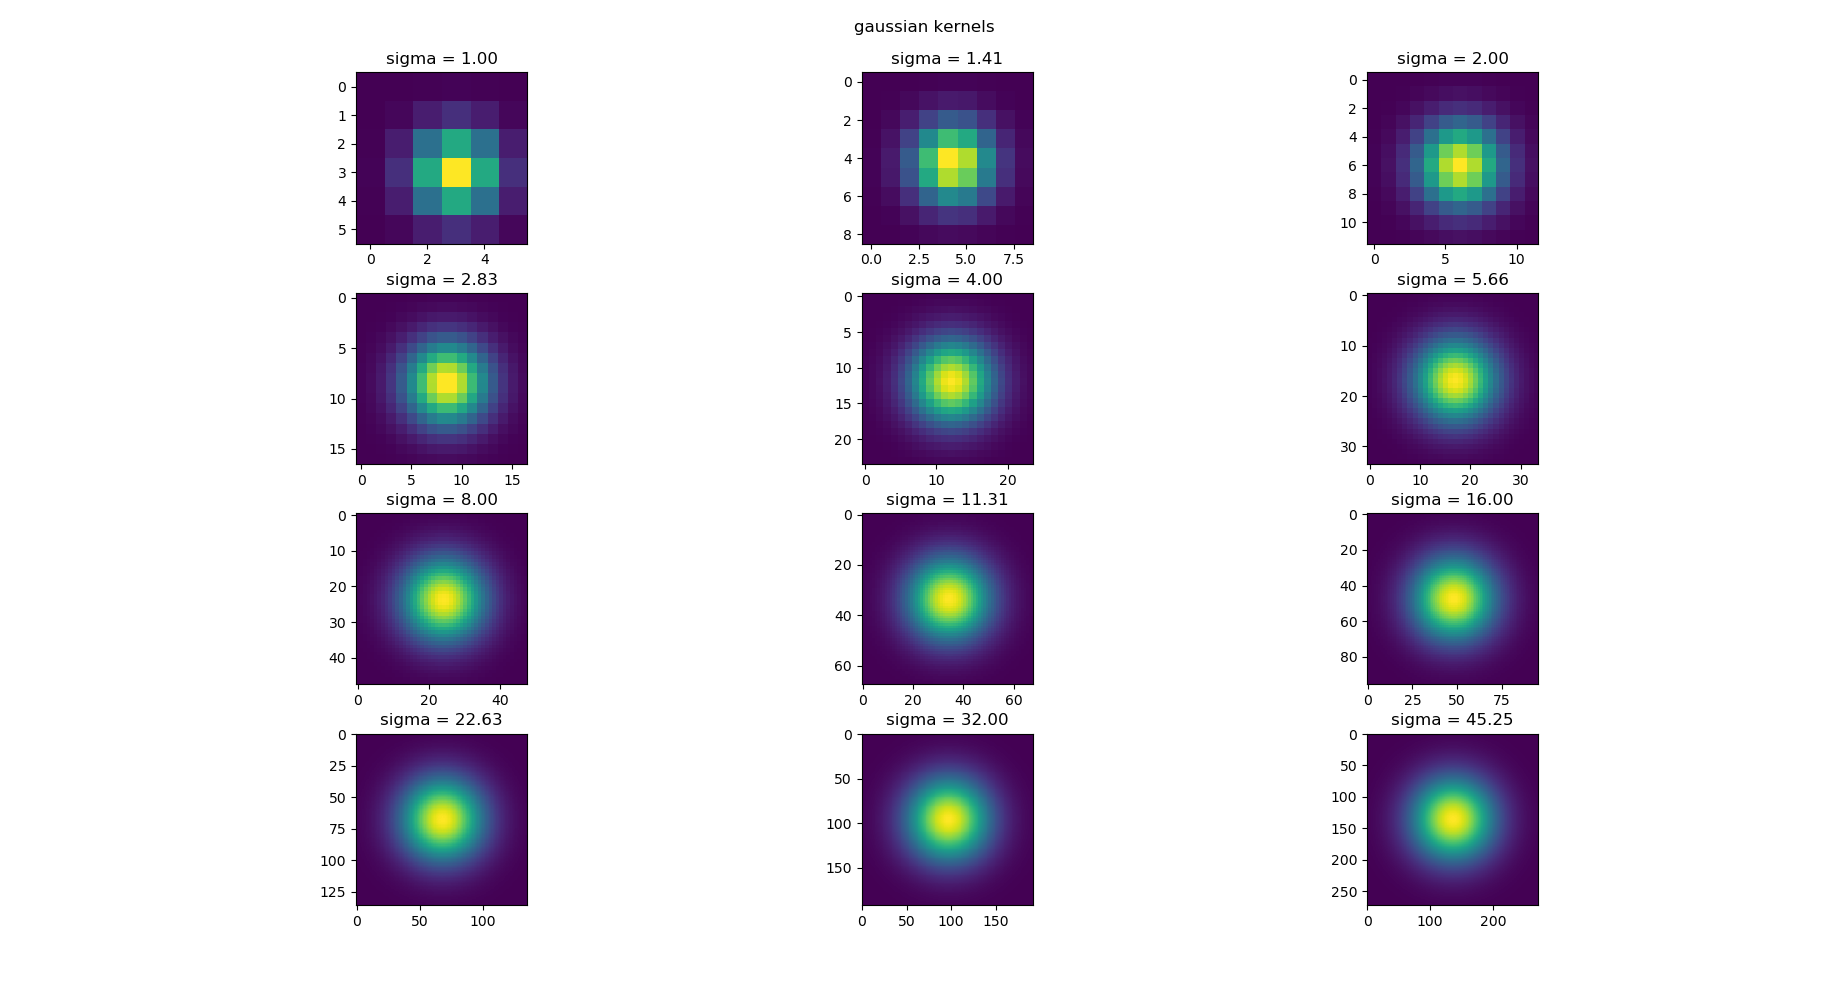 gaussian kernels
sigma = 1.00
0
1
2
3
4
5
0 2 4
sigma = 1.41
0
2
4
6
8
0.0 2.5 5.0 7.5
sigma = 2.00
0
2
4
6
8
10
0 5 10
sigma = 2.83
0
5
10
15
0 5 10 15
sigma = 4.00
0
5
10
15
20
0 10 20
sigma = 5.66
0
10
20
30
0 10 20 30
sigma = 8.00
0
10
20
30
40
0 20 40
sigma = 11.31
0
20
40
60
0 20 40 60
sigma = 16.00
0
20
40
60
80
0 25 50 75
sigma = 22.63
0
25
50
75
100
125
0 50 100
sigma = 32.00
0
50
100
150
0 50 100 150
sigma = 45.25
0
50
100
150
200
250
0 100 200